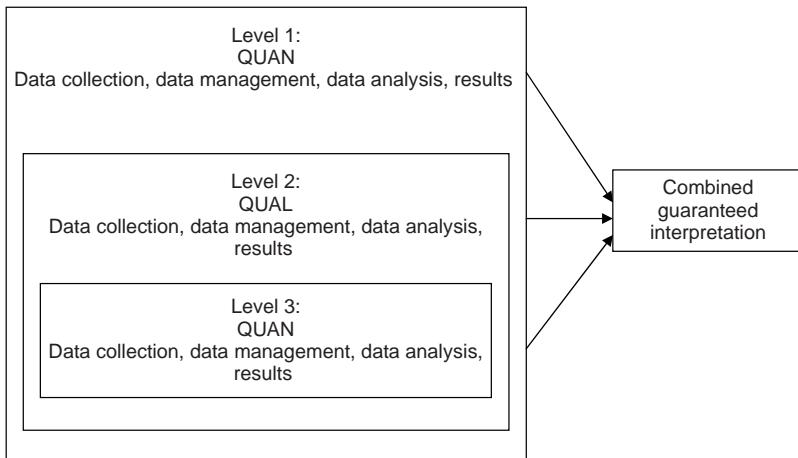 Level 1:
QUAN
Data collection, data management, data analysis, results
Level 2:
QUAL
Data collection, data management, data analysis,
results
Level 3:
QUAN
Data collection, data management, data analysis,
results
Combined
guaranteed
interpretation